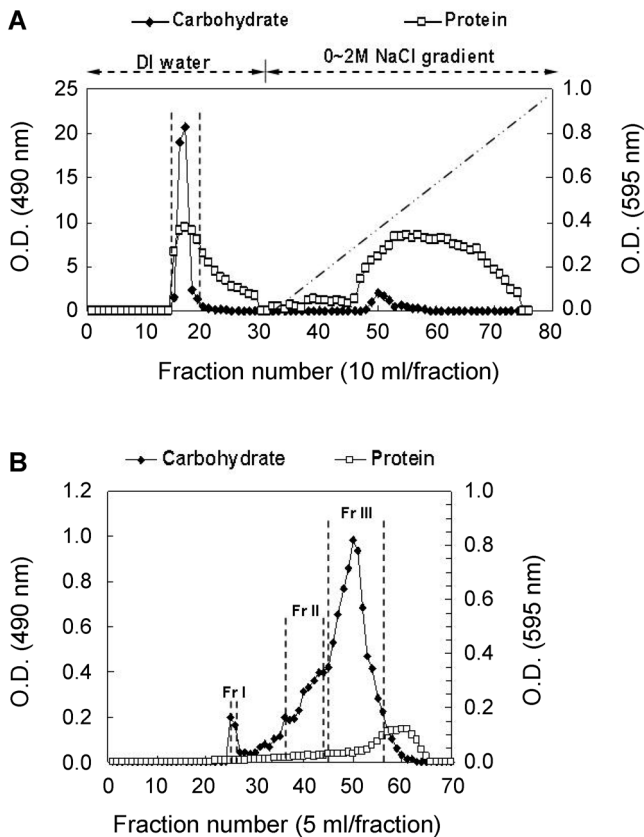 A
Carbohydrate Protein
DI water 0~2M NaCl gradient
25 1.0
20 0.8
15 0.6
10 0.4
5 0.2
0 0.0
O.D. (490 nm)
O.D. (595 nm)
0 10 20 30 40 50 60 70 80
Fraction number (10 ml/fraction)
B
Carbohydrate Protein
1.2 1.0
1.0 0.8
0.8 0.6
0.6
0.4 0.4
0.2 0.2
0.0 0.0
O.D. (490 nm)
O.D. (595 nm)
Fr I
Fr II
Fr III
0 10 20 30 40 50 60 70
Fraction number (5 ml/fraction)